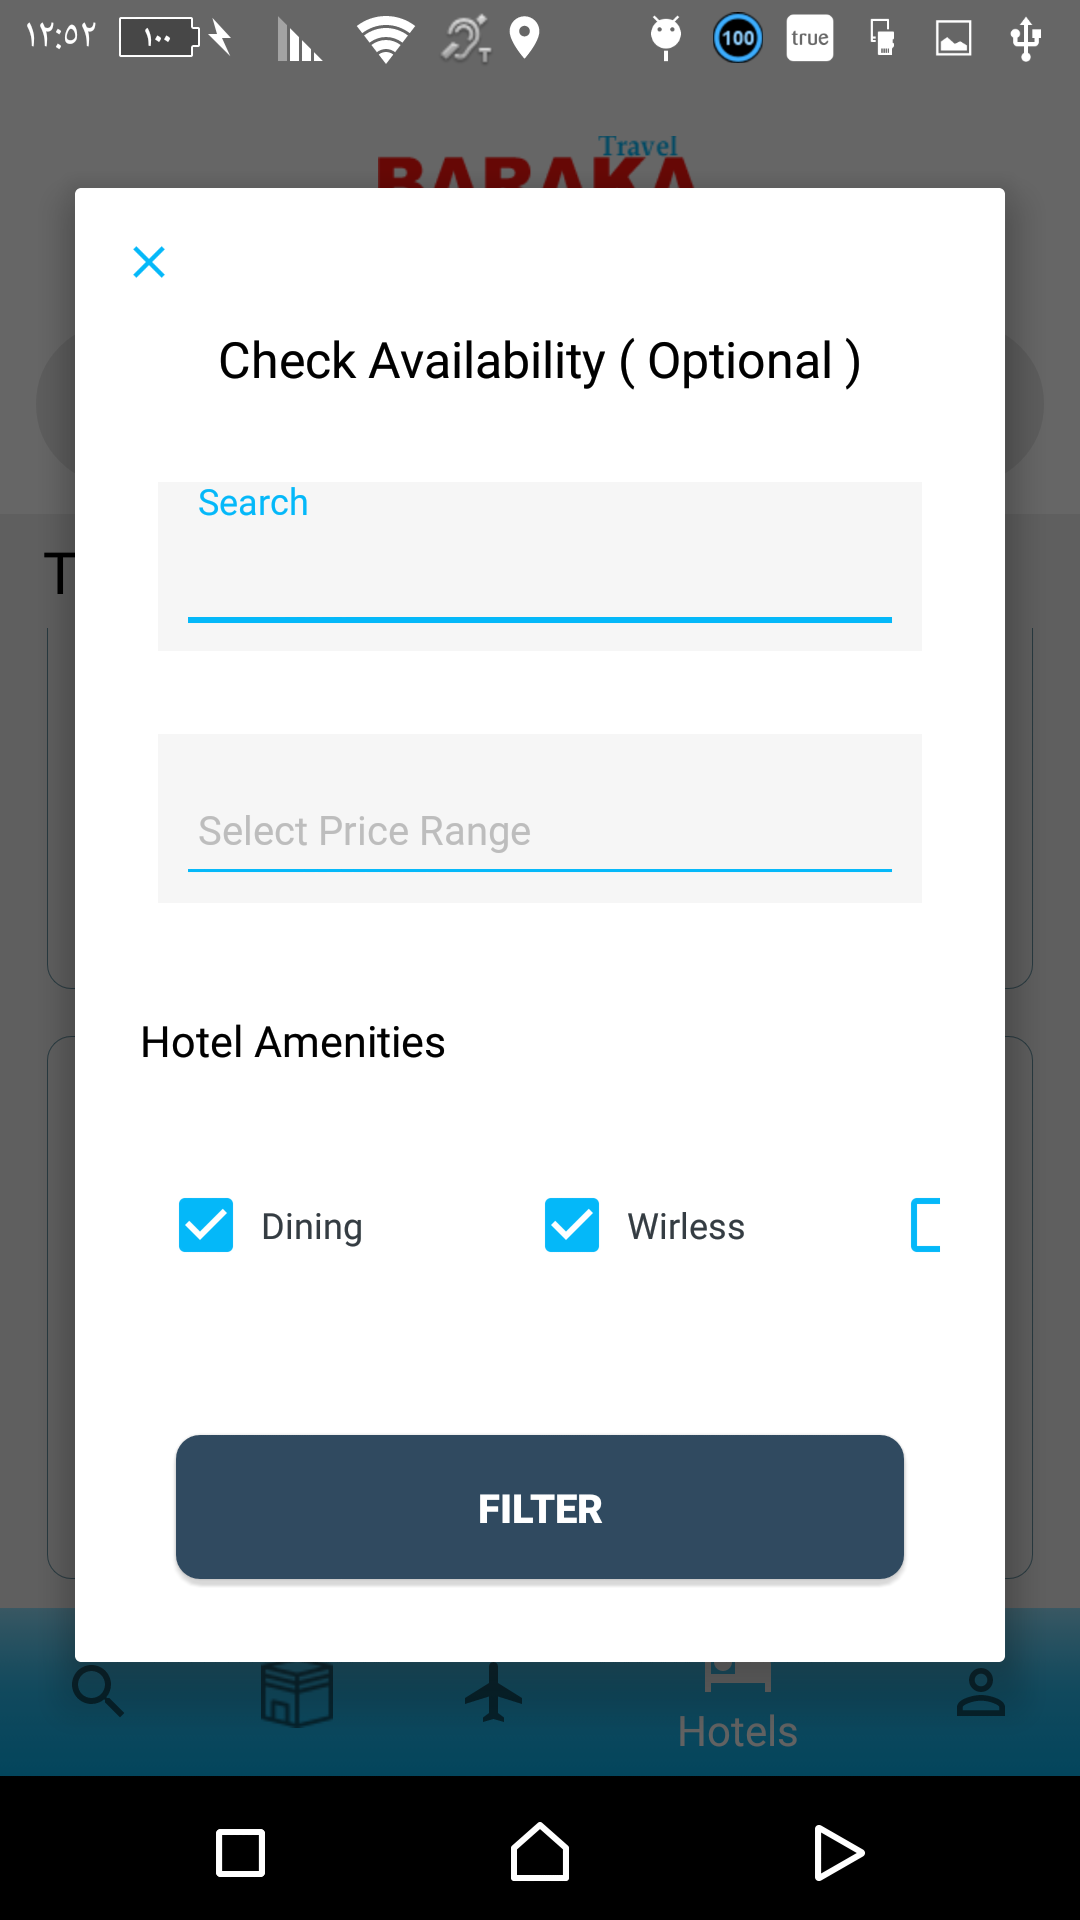 ١٢:٥٢ ١٠٠ 100 true
Travel
BARAKA
Check Availability ( Optional )
Search
T
Select Price Range
Hotel Amenities
Dining Wirless
FILTER
Hotels